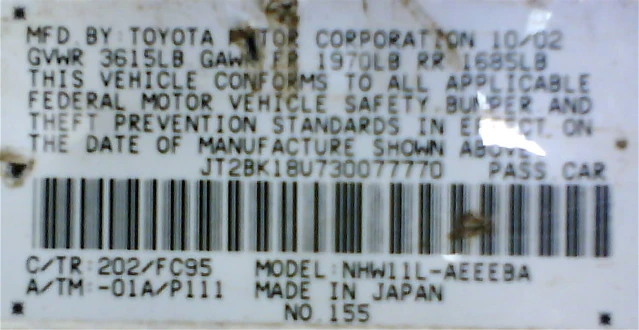 MFD BY: TOYOTA MOTOR CORPORATION 10/02
GVWR 3615LB GAWR FR 1970LB RR 1685LB
THIS VEHICLE CONFORMS TO ALL APPLICABLE
FEDERAL MOTOR VEHICLE SAFETY BUMPER AND
THEFT PREVENTION STANDARDS IN EFFECT ON
THE DATE OF MANUFACTURE SHOWN ABOVE.
JT2BK18U730077770 PASS CAR
C/TR: 202/FC95 MODEL: NHW11L-AEEEBA
A/TM: -01A/P111 MADE IN JAPAN
NO. 155